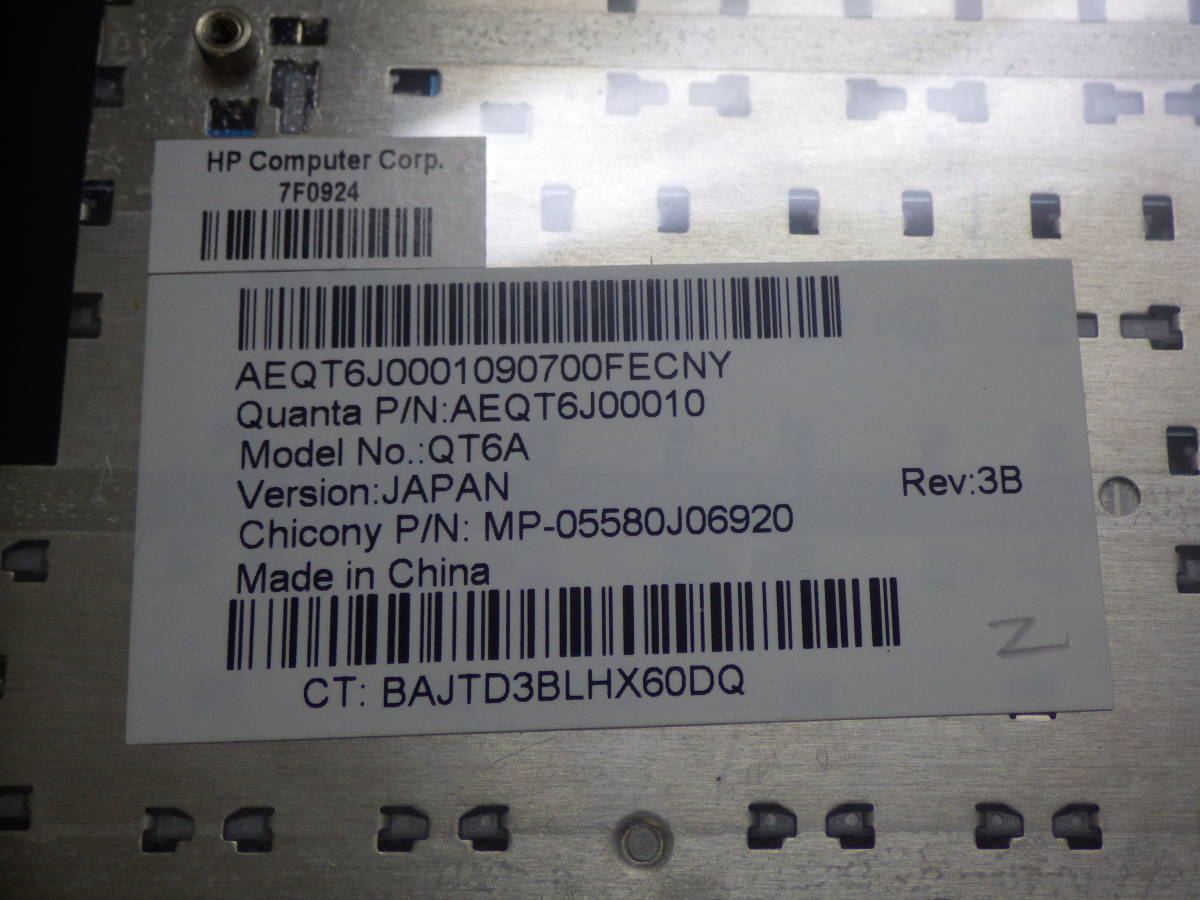 HP Computer Corp.
7F0924
AEQT6J0001090700FECNY
Quanta P/N:AEQT6J00010
Model No.:QT6A
Version:JAPAN
Rev:3B
Chicony P/N: MP-05580J06920
Made in China
Z
CT: BAJTD3BLHX60DQ